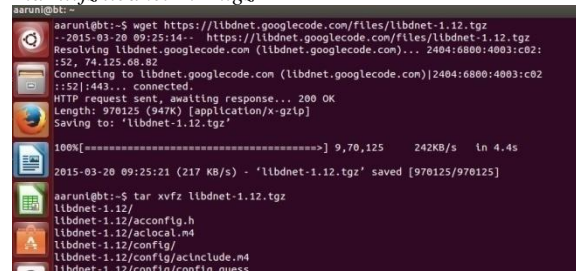 aaruni@bt: ~
aaruni@bt:~$ wget https://libdnet.googlecode.com/files/libdnet-1.12.tgz
--2015-03-20 09:25:14-- https://libdnet.googlecode.com/files/libdnet-1.12.tgz
Resolving libdnet.googlecode.com (libdnet.googlecode.com)... 2404:6800:4003:c02:
:52, 74.125.68.82
Connecting to libdnet.googlecode.com (libdnet.googlecode.com)|2404:6800:4003:c02
::52|:443... connected.
HTTP request sent, awaiting response... 200 OK
Length: 970125 (947K) [application/x-gzip]
Saving to: ‘libdnet-1.12.tgz’
100%[======================================>] 9,70,125 242KB/s in 4.4s
2015-03-20 09:25:21 (217 KB/s) - ‘libdnet-1.12.tgz’ saved [970125/970125]
aaruni@bt:~$ tar xvfz libdnet-1.12.tgz
libdnet-1.12/
libdnet-1.12/acconfig.h
libdnet-1.12/aclocal.m4
libdnet-1.12/config/
libdnet-1.12/config/acinclude.m4
libdnet-1.12/config/config.guess